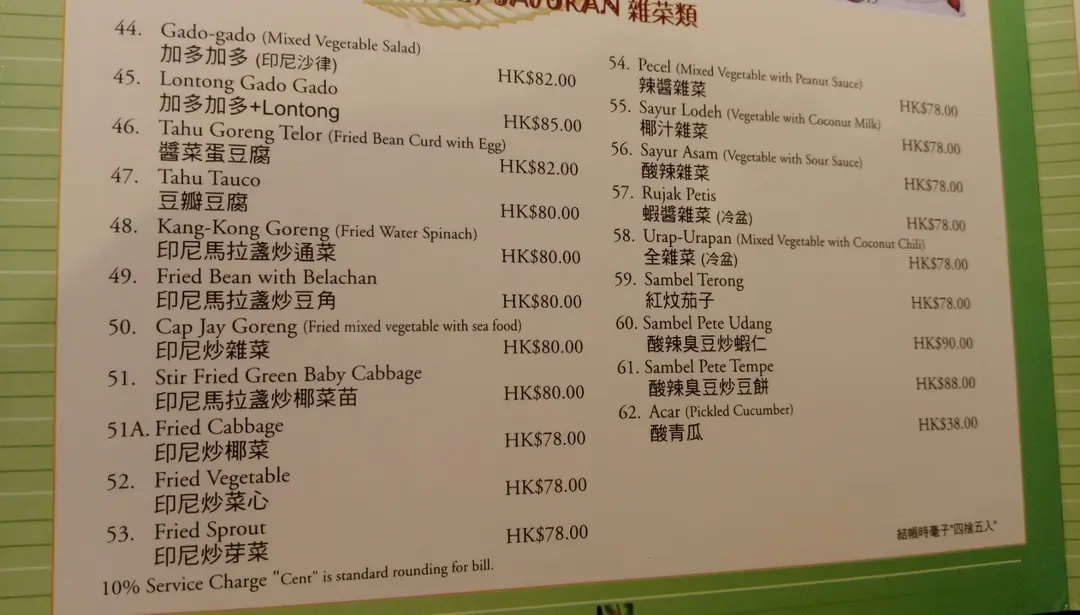 SAYURAN 雜菜類
44. Gado-gado (Mixed Vegetable Salad)
加多加多 (印尼沙律)
HK$82.00
45. Lontong Gado Gado
加多加多+Lontong
HK$85.00
46. Tahu Goreng Telor (Fried Bean Curd with Egg)
醬菜蛋豆腐
HK$82.00
47. Tahu Tauco
豆瓣豆腐
HK$80.00
48. Kang-Kong Goreng (Fried Water Spinach)
印尼馬拉盞炒通菜
HK$80.00
49. Fried Bean with Belachan
印尼馬拉盞炒豆角
HK$80.00
50. Cap Jay Goreng (Fried mixed vegetable with sea food)
印尼炒雜菜
HK$80.00
51. Stir Fried Green Baby Cabbage
印尼馬拉盞炒椰菜苗
HK$80.00
51A. Fried Cabbage
印尼炒椰菜
HK$78.00
52. Fried Vegetable
印尼炒菜心
HK$78.00
53. Fried Sprout
印尼炒芽菜
HK$78.00
10% Service Charge "Cent" is standard rounding for bill.
54. Pecel (Mixed Vegetable with Peanut Sauce)
辣醬雜菜
HK$78.00
55. Sayur Lodeh (Vegetable with Coconut Milk)
椰汁雜菜
HK$78.00
56. Sayur Asam (Vegetable with Sour Sauce)
酸辣雜菜
HK$78.00
57. Rujak Petis
蝦醬雜菜 (冷盆)
HK$78.00
58. Urap-Urapan (Mixed Vegetable with Coconut Chili)
全雜菜 (冷盆)
HK$78.00
59. Sambel Terong
紅炆茄子
HK$78.00
60. Sambel Pete Udang
酸辣臭豆炒蝦仁
HK$90.00
61. Sambel Pete Tempe
酸辣臭豆炒豆餅
HK$88.00
62. Acar (Pickled Cucumber)
酸青瓜
HK$38.00
結帳時毫子"四捨五入"